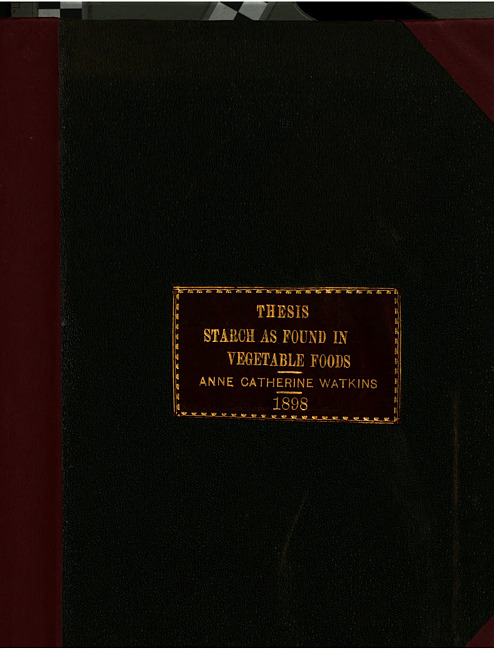 THESIS
STARCH AS FOUND IN
VEGETABLE FOODS
ANNE CATHERINE WATKINS
1898